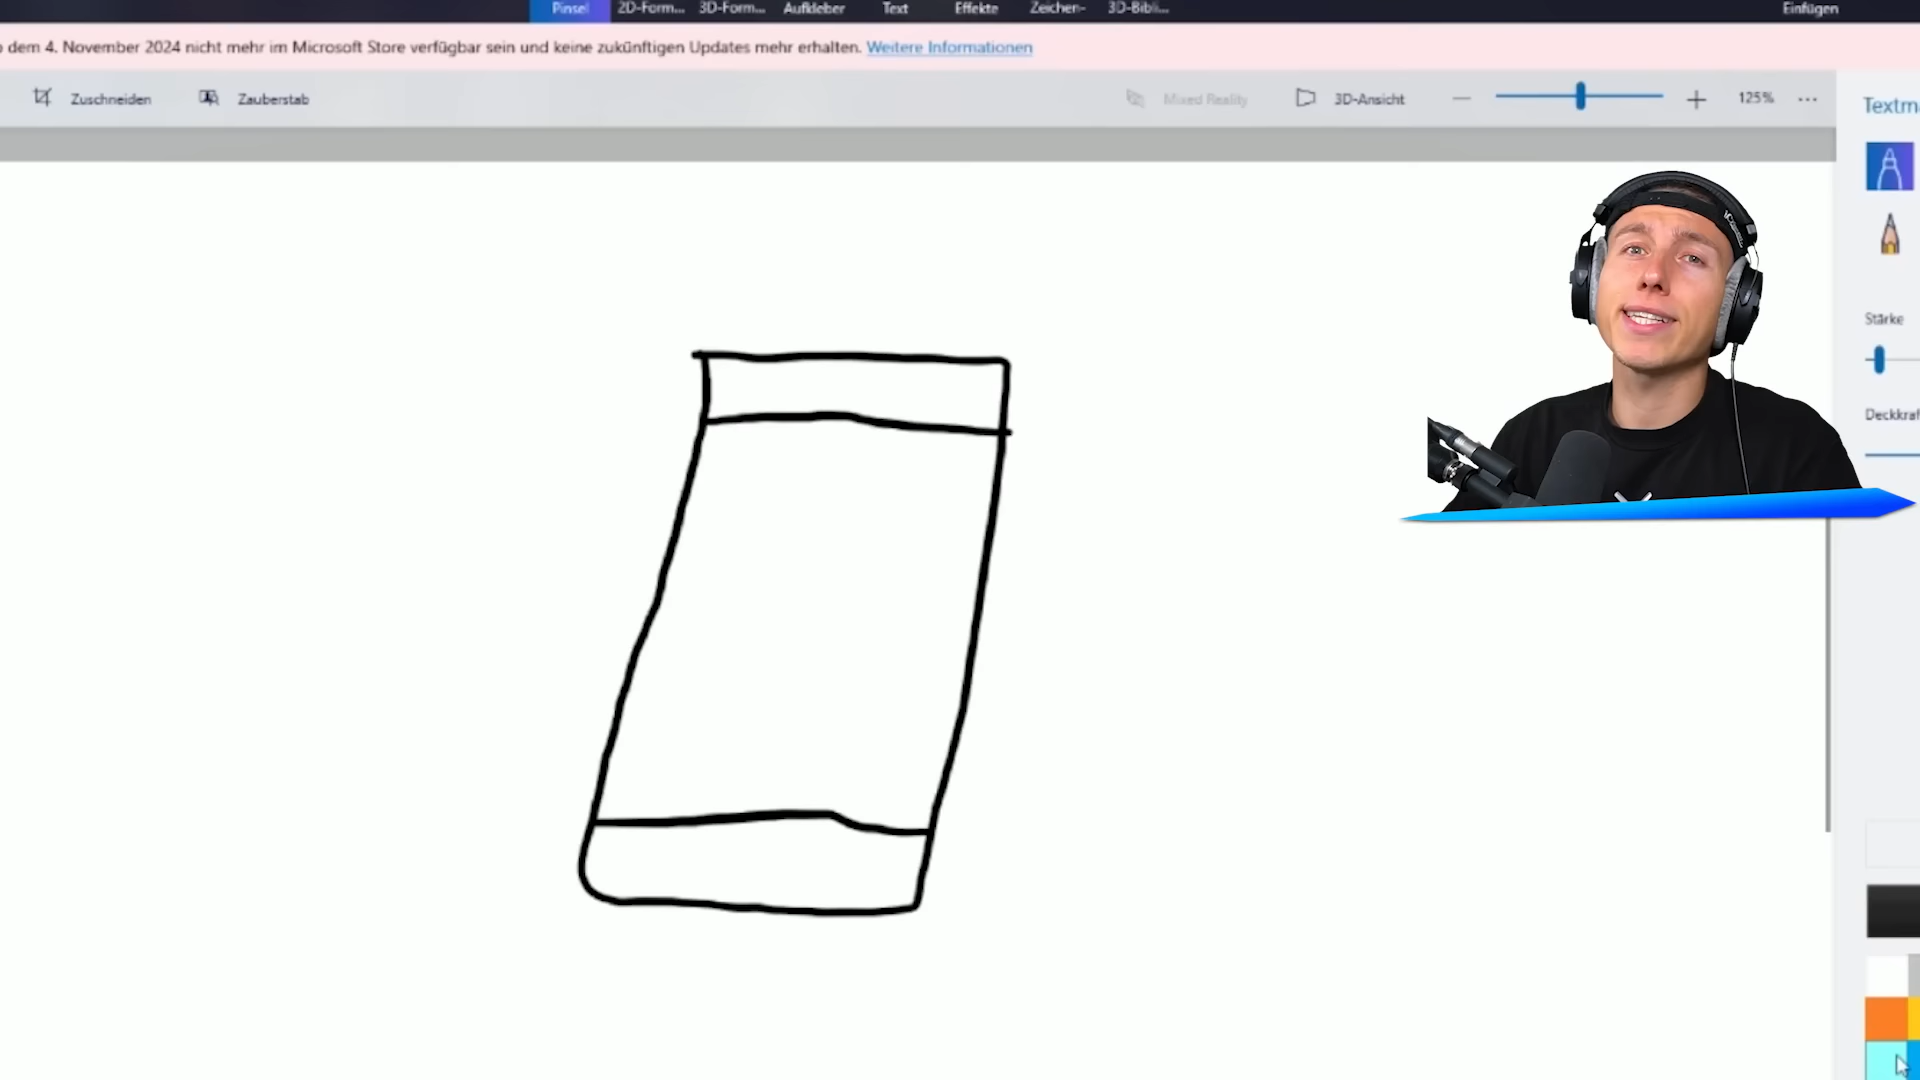 Pinsel 2D-Form... 3D-Form... Aufkleber Text Effekte Zeichen- 3D-Bibli... Einfügen
dem 4. November 2024 nicht mehr im Microsoft Store verfügbar sein und keine zukünftigen Updates mehr erhalten. Weitere Informationen
Zuschneiden Zauberstab Mixed Reality 3D-Ansicht 125% ...
Textm
Stärke
Deckkraf